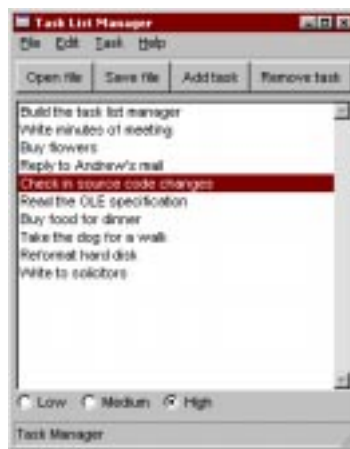 Task List Manager
File Edit Task Help
Open file Save file Add task Remove task
Build the task list manager
Write minutes of meeting
Buy flowers
Reply to Andrew's mail
Check in source code changes
Read the OLE specification
Buy food for dinner
Take the dog for a walk
Reformat hard disk
Write to solicitors
Low Medium High
Task Manager